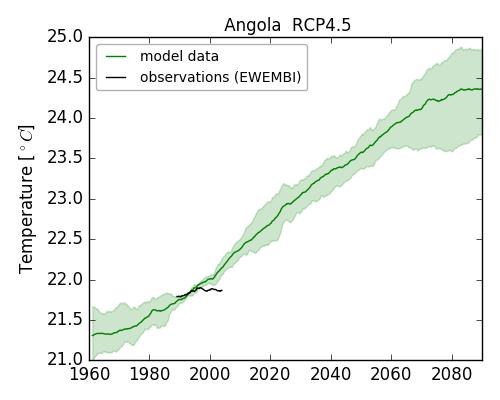 Angola RCP4.5
model data
observations (EWEMBI)
Temperature [°C]
25.0
24.5
24.0
23.5
23.0
22.5
22.0
21.5
21.0
1960 1980 2000 2020 2040 2060 2080